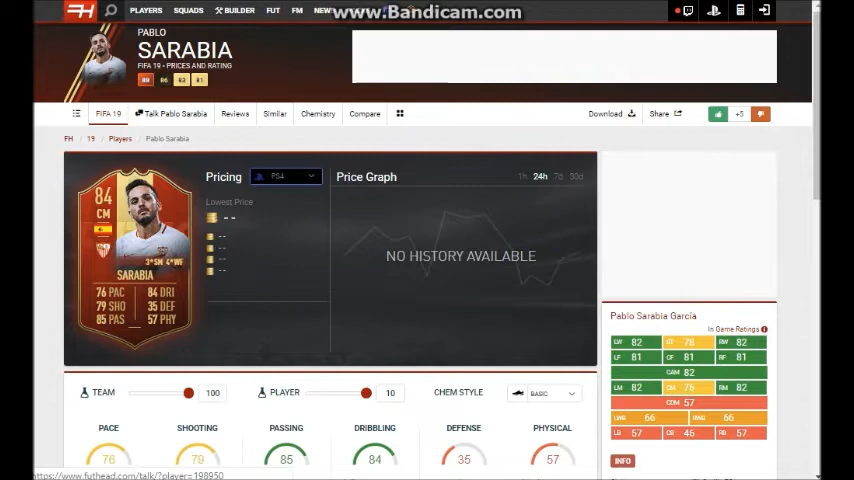 www.Bandicam.com
FH PLAYERS SQUADS BUILDER FUT FM NEWS
PABLO
SARABIA
FIFA 19 • PRICES AND RATING
86 83 81
FIFA 19 Talk Pablo Sarabia Reviews Similar Chemistry Compare Download Share +5
FH 19 Players Pablo Sarabia
Pricing PS4 Price Graph 1h 24h 7d 30d
Lowest Price
--
--
--
--
--
NO HISTORY AVAILABLE
84
CM
3*SM 4*WF
SARABIA
76 PAC 84 DRI
79 SHO 35 DEF
85 PAS 57 PHY
Pablo Sarabia García
In Game Ratings
LW 82 ST 78 RW 82
LF 81 CF 81 RF 81
CAM 82
LM 82 CM 76 RM 82
CDM 57
LWB 66 RWB 66
LB 57 CB 46 RB 57
INFO
TEAM 100 PLAYER 10 CHEM STYLE BASIC
PACE SHOOTING PASSING DRIBBLING DEFENSE PHYSICAL
76 79 85 84 35 57
https://www.futhead.com/talk/?player=198950